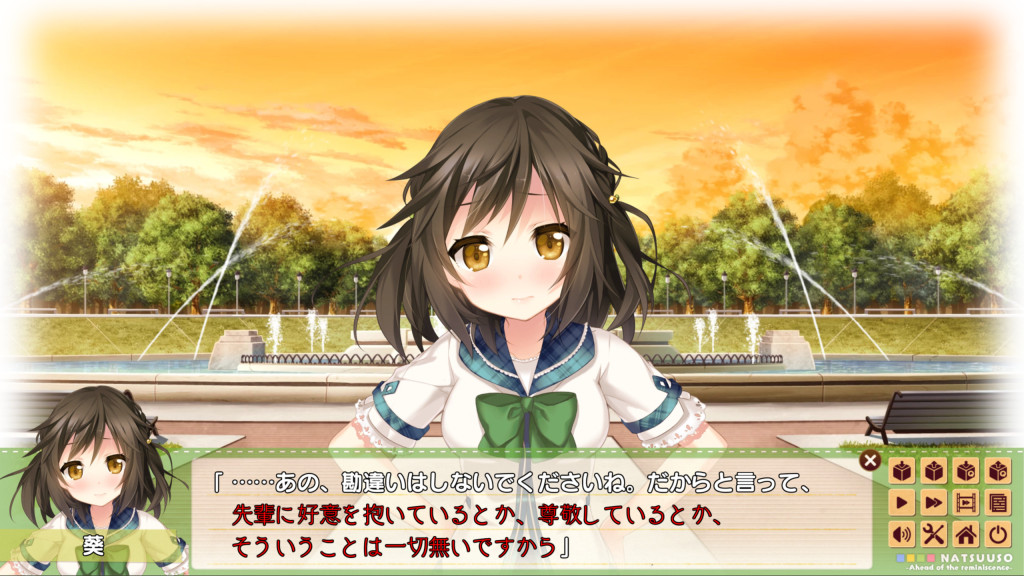 「……あの、勘違いはしないでくださいね。だからと言って、
先輩に好意を抱いているとか、尊敬しているとか、
そういうことは一切無いですから」
葵
NATSUUSO
-Ahead of the reminiscence-